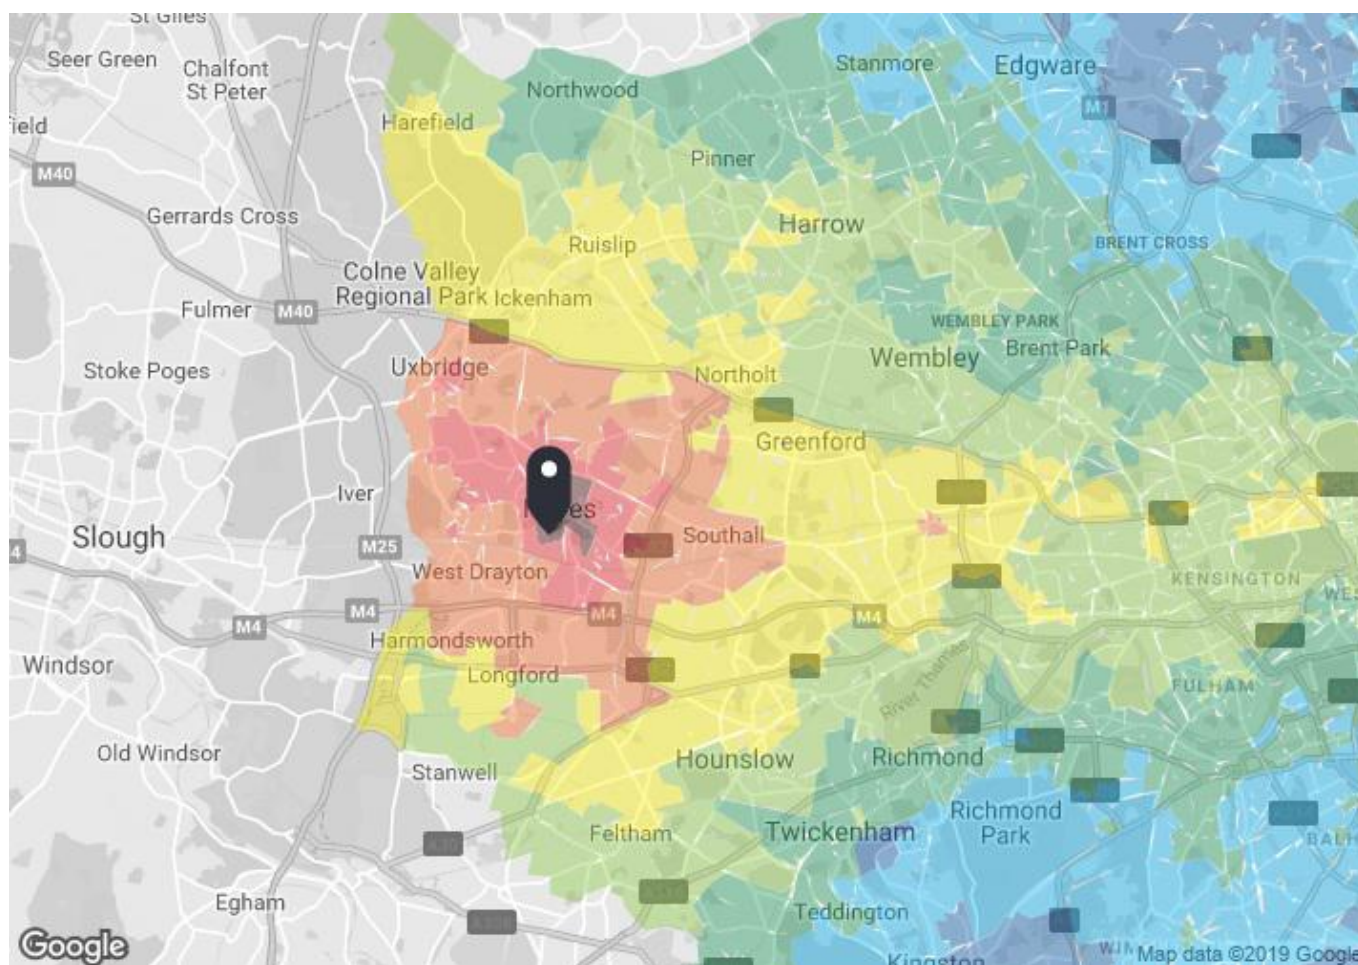 St Giles
Seer Green
Chalfont
St Peter
Stanmore
Edgware
Northwood
M1
Harefield
field
Pinner
M40
Gerrards Cross
Harrow
Ruislip
BRENT CROSS
Colne Valley
Regional Park
Ickenham
Fulmer
M40
WEMBLEY PARK
Brent Park
Wembley
Uxbridge
Stoke Poges
Northolt
Greenford
Iver
Slough
Southall
M25
West Drayton
KENSINGTON
M4
M4
M4
M4
Harmondsworth
Windsor
Longford
FULHAM
River Thames
Old Windsor
Hounslow
Richmond
Stanwell
Richmond
Park
Feltham
Twickenham
Egham
Teddington
Google
Kingston
Map data ©2019 Google